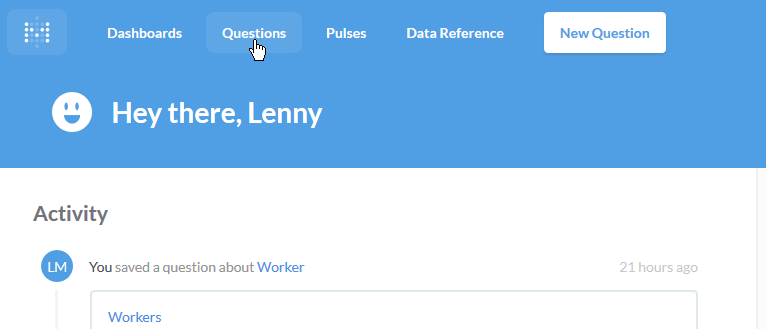 Dashboards Questions Pulses Data Reference New Question
Hey there, Lenny
Activity
LM You saved a question about Worker 21 hours ago
Workers